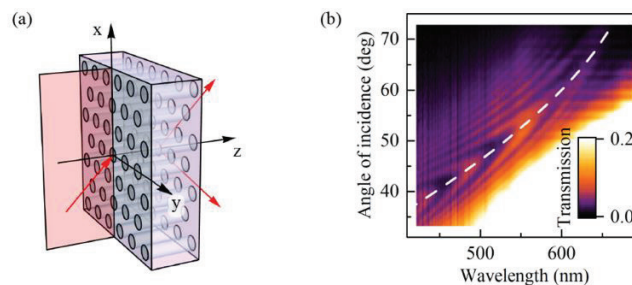 (a)
x
z
y
(b)
Angle of incidence (deg)
70
60
50
40
500
600
Wavelength (nm)
Transmission
0.2
0.0